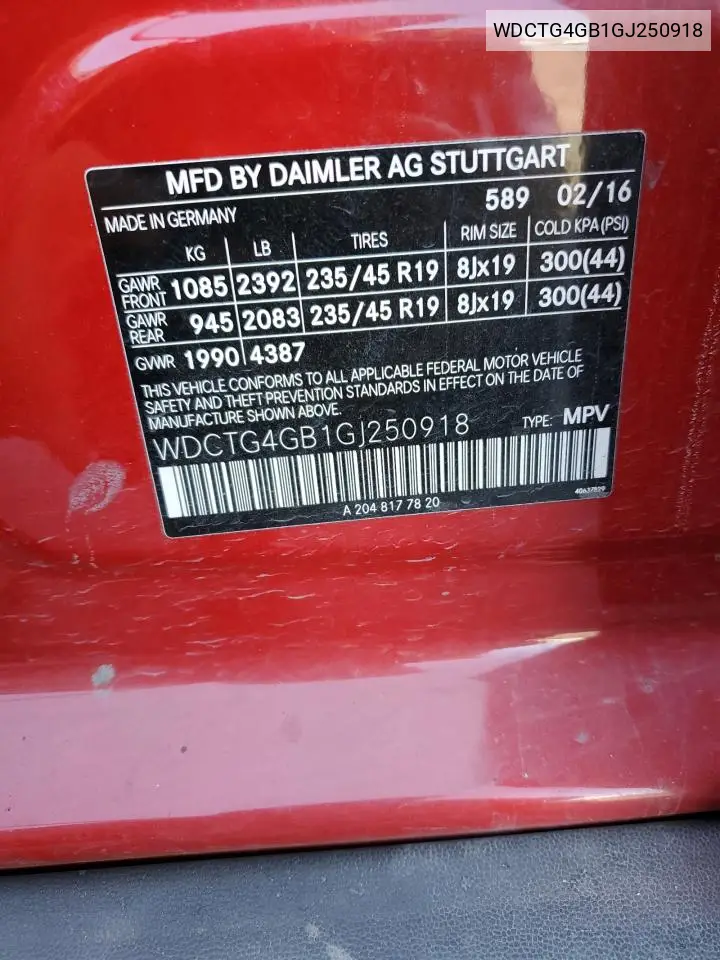 WDCTG4GB1GJ250918
MFD BY DAIMLER AG STUTTGART
589 02/16
MADE IN GERMANY
KG LB TIRES RIM SIZE COLD KPA (PSI)
GAWR FRONT 1085 2392 235/45 R19 8Jx19 300(44)
GAWR REAR 945 2083 235/45 R19 8Jx19 300(44)
GVWR 1990 4387
THIS VEHICLE CONFORMS TO ALL APPLICABLE FEDERAL MOTOR VEHICLE
SAFETY AND THEFT PREVENTION STANDARDS IN EFFECT ON THE DATE OF
MANUFACTURE SHOWN ABOVE.
WDCTG4GB1GJ250918 TYPE: MPV
A 204 817 78 20
40637829